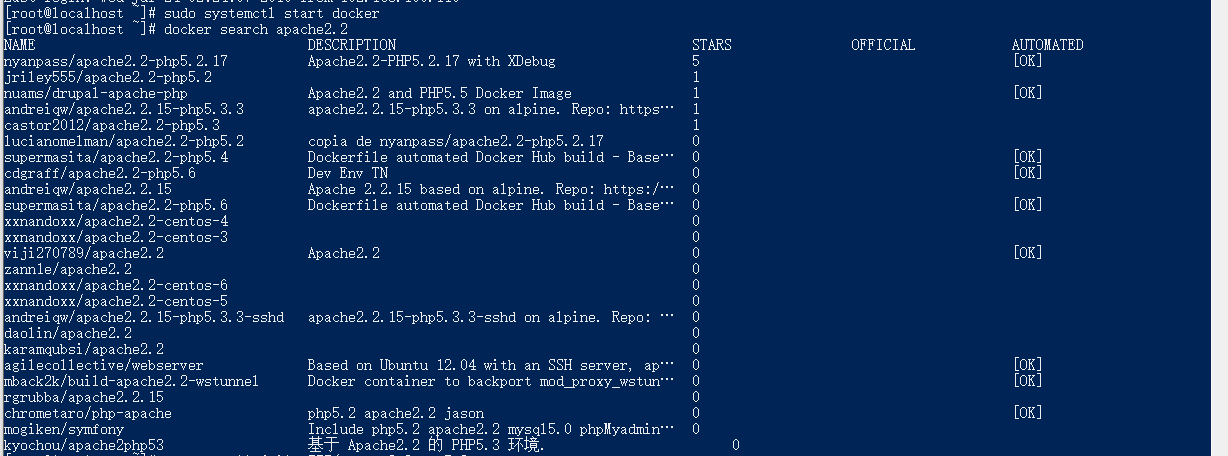 [root@localhost ~]# sudo systemctl start docker
[root@localhost ~]# docker search apache2.2
NAME DESCRIPTION STARS OFFICIAL AUTOMATED
nyanpass/apache2.2-php5.2.17 Apache2.2-PHP5.2.17 with XDebug 5 [OK]
jriley555/apache2.2-php5.2 1
nuams/drupal-apache-php Apache2.2 and PHP5.5 Docker Image 1 [OK]
andreiqw/apache2.2.15-php5.3.3 apache2.2.15-php5.3.3 on alpine. Repo: https… 1
castor2012/apache2.2-php5.3 1
lucianomelman/apache2.2-php5.2 copia de nyanpass/apache2.2-php5.2.17 0
supermasita/apache2.2-php5.4 Dockerfile automated Docker Hub build - Base… 0 [OK]
cdgraff/apache2.2-php5.6 Dev Env TN 0 [OK]
andreiqw/apache2.2.15 Apache 2.2.15 based on alpine. Repo: https:/… 0
supermasita/apache2.2-php5.6 Dockerfile automated Docker Hub build - Base… 0 [OK]
xxnandoxx/apache2.2-centos-4 0
xxnandoxx/apache2.2-centos-3 0
viji270789/apache2.2 Apache2.2 0 [OK]
zannle/apache2.2 0
xxnandoxx/apache2.2-centos-6 0
xxnandoxx/apache2.2-centos-5 0
andreiqw/apache2.2.15-php5.3.3-sshd apache2.2.15-php5.3.3-sshd on alpine. Repo: … 0
daolin/apache2.2 0
karamqubsi/apache2.2 0
agilecollective/webserver Based on Ubuntu 12.04 with an SSH server, ap… 0 [OK]
mback2k/build-apache2.2-wstunnel Docker container to backport mod_proxy_wstun… 0 [OK]
rgrubba/apache2.2.15 0
chrometaro/php-apache php5.2 apache2.2 jason 0 [OK]
mogiken/symfony Include php5.2 apache2.2 mysql5.0 phpMyadmin… 0
kyochou/apache2php53 基于 Apache2.2 的 PHP5.3 环境. 0